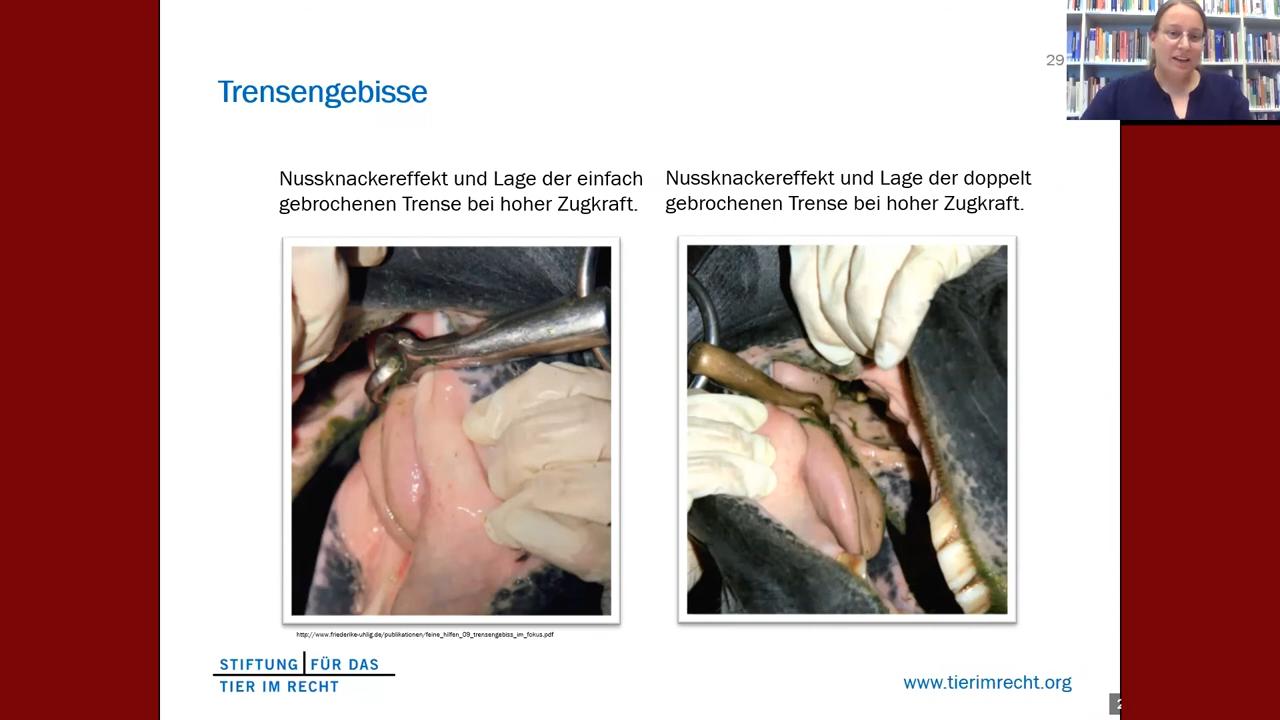 29
Trensengebisse
Nussknackereffekt und Lage der einfach
gebrochenen Trense bei hoher Zugkraft.
Nussknackereffekt und Lage der doppelt
gebrochenen Trense bei hoher Zugkraft.
http://www.friederike-uhlig.de/publikationen/feine_hilfen_09_trensengebiss_im_fokus.pdf
STIFTUNG FÜR DAS
TIER IM RECHT
www.tierimrecht.org